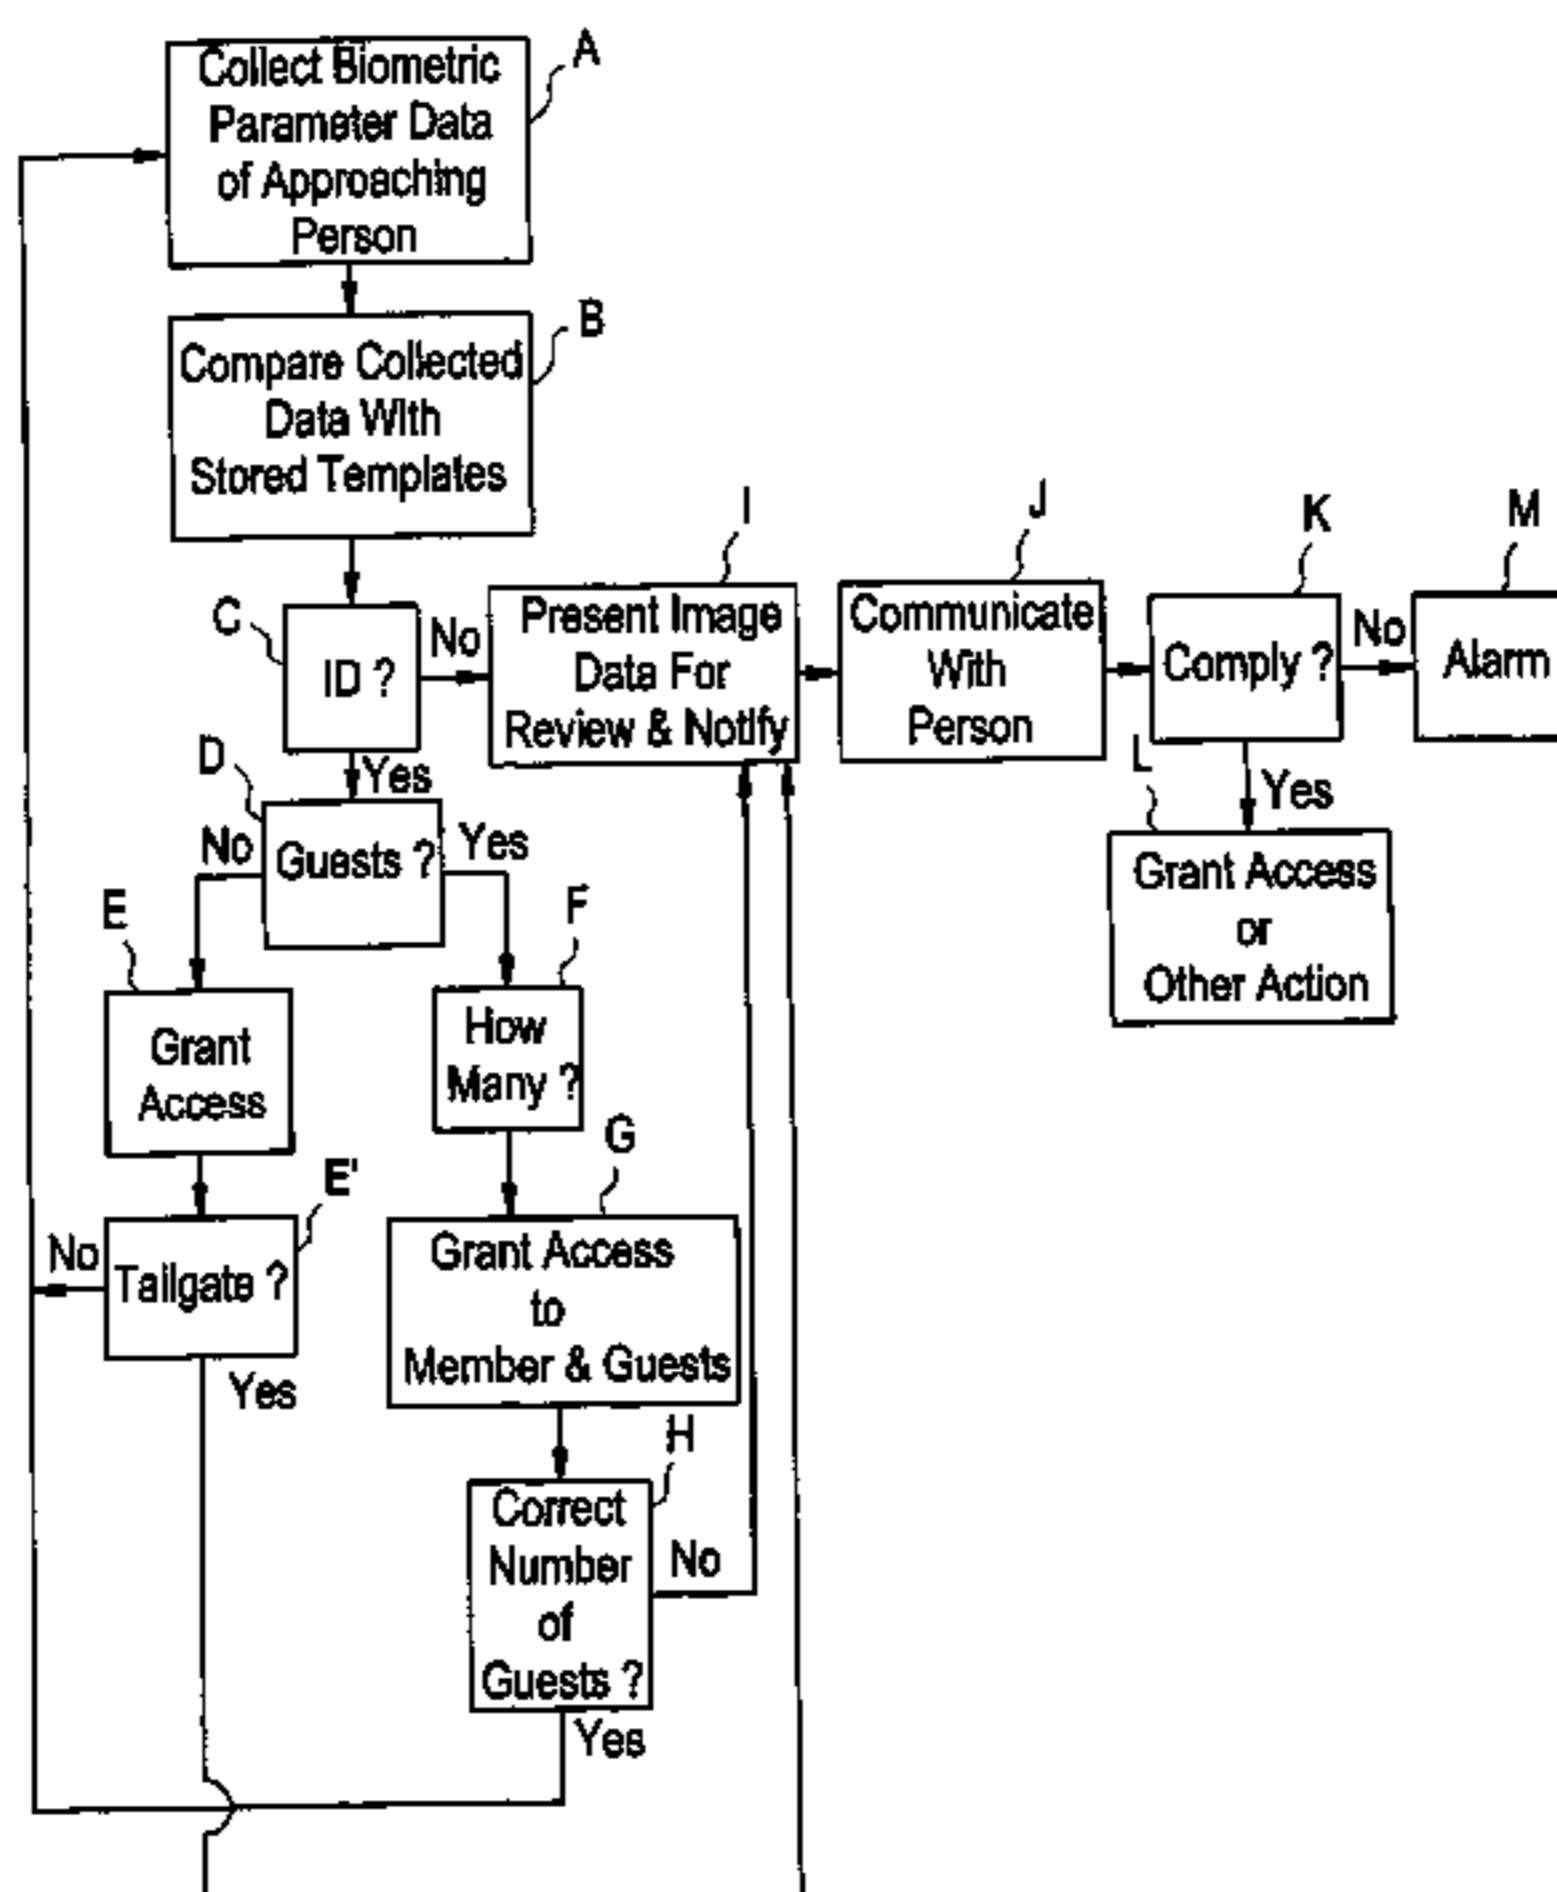 A
Collect Biometric
Parameter Data
of Approaching
Person
B
Compare Collected
Data With
Stored Templates
C
ID ?
No
Yes
I
Present Image
Data For
Review & Notify
J
Communicate
With
Person
K
Comply ?
No
M
Alarm
Yes
L
Grant Access
or
Other Action
D
Guests ?
No
Yes
E
Grant
Access
F
How
Many ?
E'
Tailgate ?
No
Yes
G
Grant Access
to
Member & Guests
H
Correct
Number
of
Guests ?
No
Yes